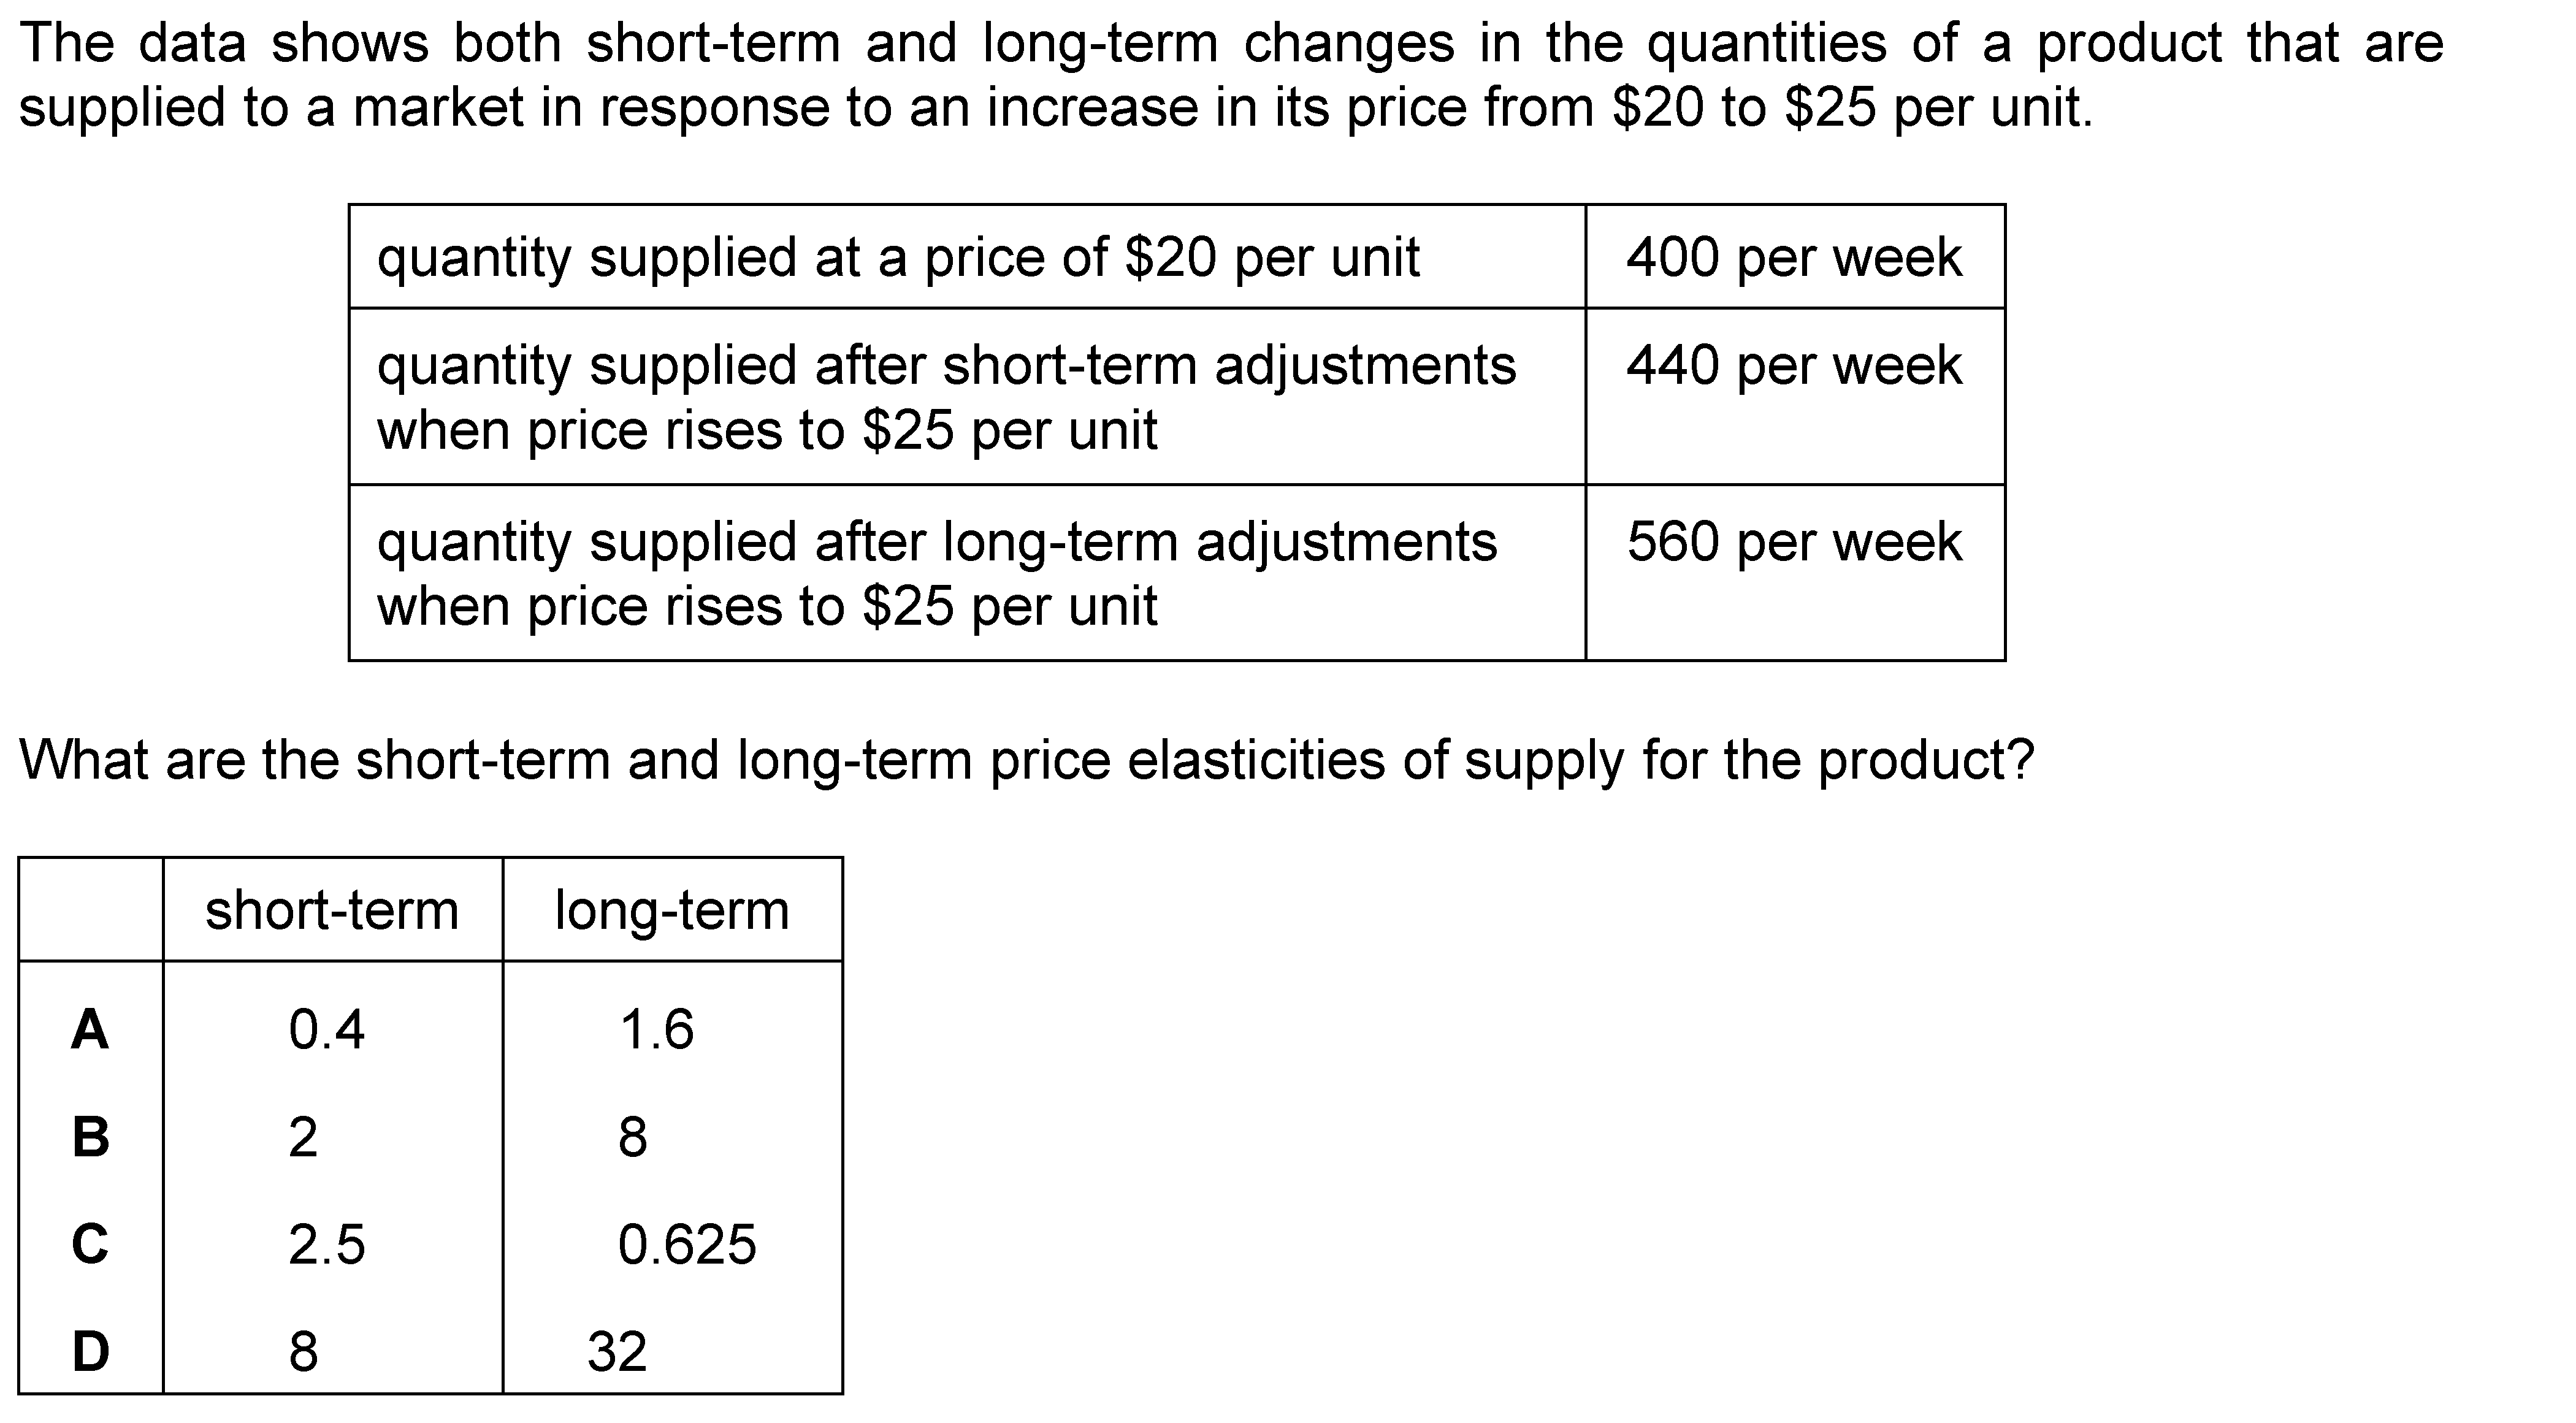 The data shows both short-term and long-term changes in the quantities of a product that are
supplied to a market in response to an increase in its price from $20 to $25 per unit.
quantity supplied at a price of $20 per unit 400 per week
quantity supplied after short-term adjustments 440 per week
when price rises to $25 per unit
quantity supplied after long-term adjustments 560 per week
when price rises to $25 per unit
What are the short-term and long-term price elasticities of supply for the product?
short-term long-term
A 0.4 1.6
B 2 8
C 2.5 0.625
D 8 32